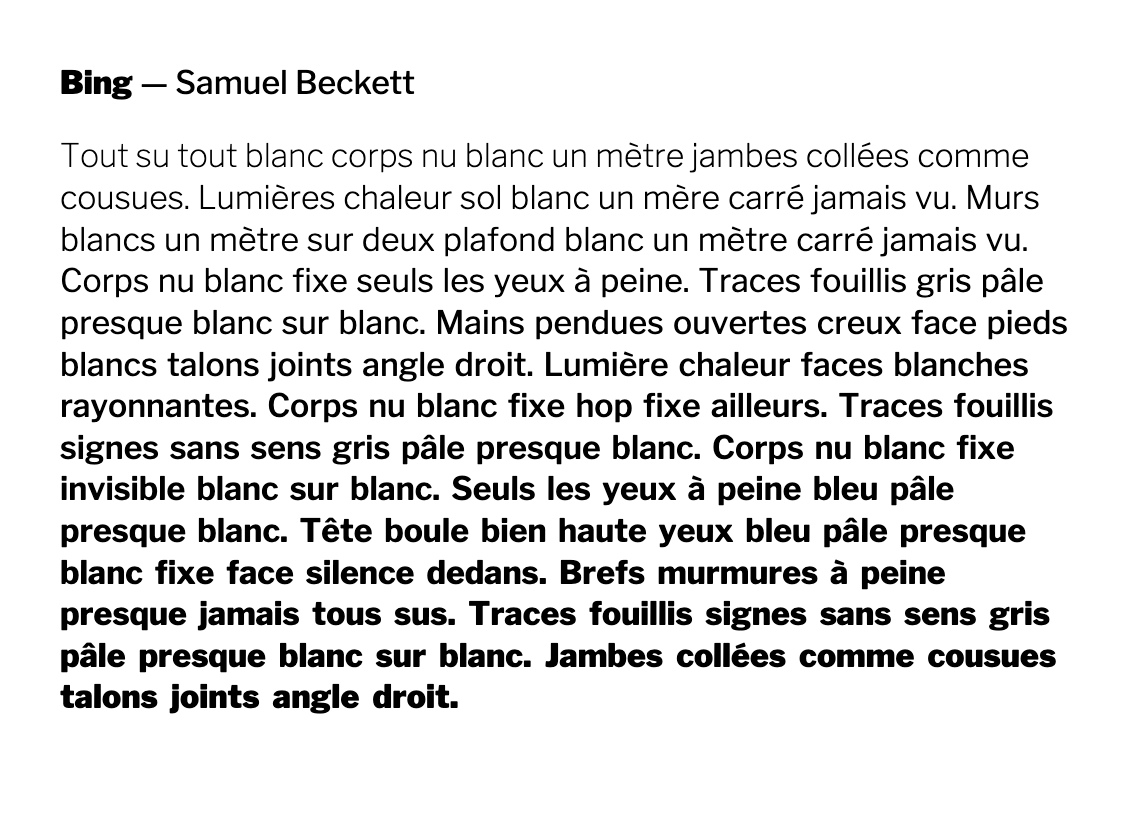 Bing — Samuel Beckett
Tout su tout blanc corps nu blanc un mètre jambes collées comme
cousues. Lumières chaleur sol blanc un mère carré jamais vu. Murs
blancs un mètre sur deux plafond blanc un mètre carré jamais vu.
Corps nu blanc fixe seuls les yeux à peine. Traces fouillis gris pâle
presque blanc sur blanc. Mains pendues ouvertes creux face pieds
blancs talons joints angle droit. Lumière chaleur faces blanches
rayonnantes. Corps nu blanc fixe hop fixe ailleurs. Traces fouillis
signes sans sens gris pâle presque blanc. Corps nu blanc fixe
invisible blanc sur blanc. Seuls les yeux à peine bleu pâle
presque blanc. Tête boule bien haute yeux bleu pâle presque
blanc fixe face silence dedans. Brefs murmures à peine
presque jamais tous sus. Traces fouillis signes sans sens gris
pâle presque blanc sur blanc. Jambes collées comme cousues
talons joints angle droit.